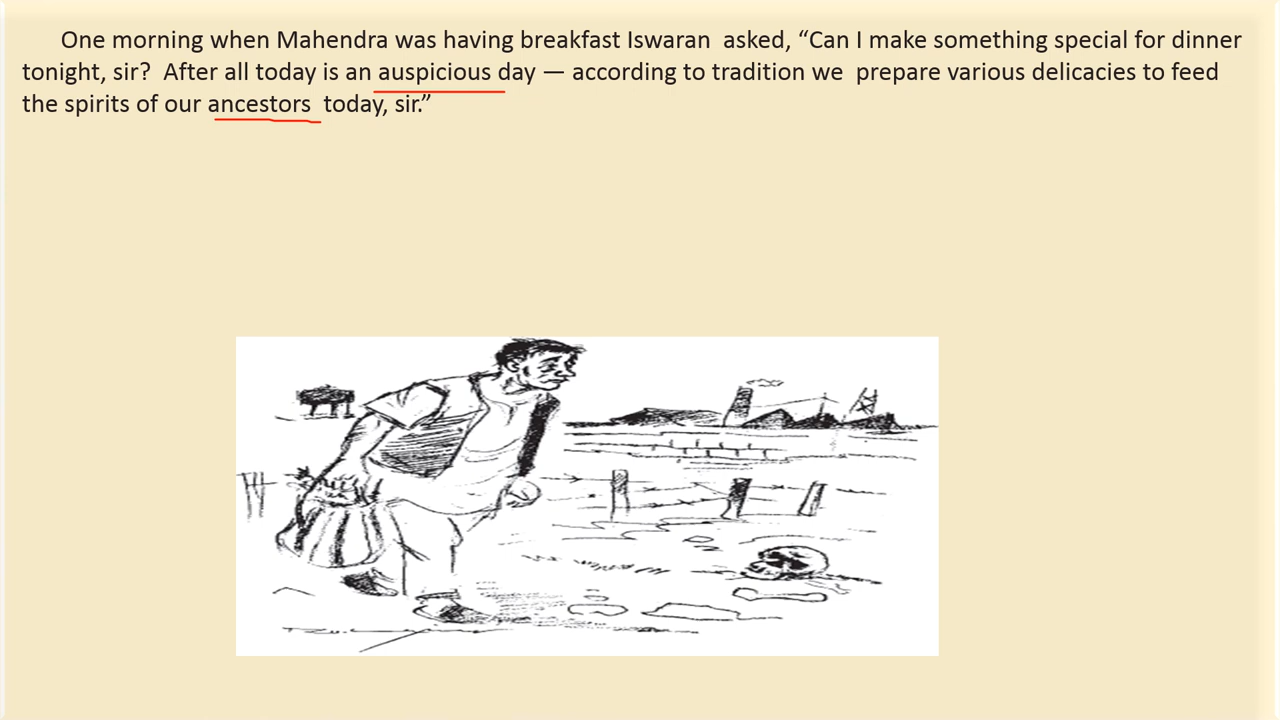 One morning when Mahendra was having breakfast Iswaran asked, “Can I make something special for dinner
tonight, sir? After all today is an auspicious day — according to tradition we prepare various delicacies to feed
the spirits of our ancestors today, sir.”